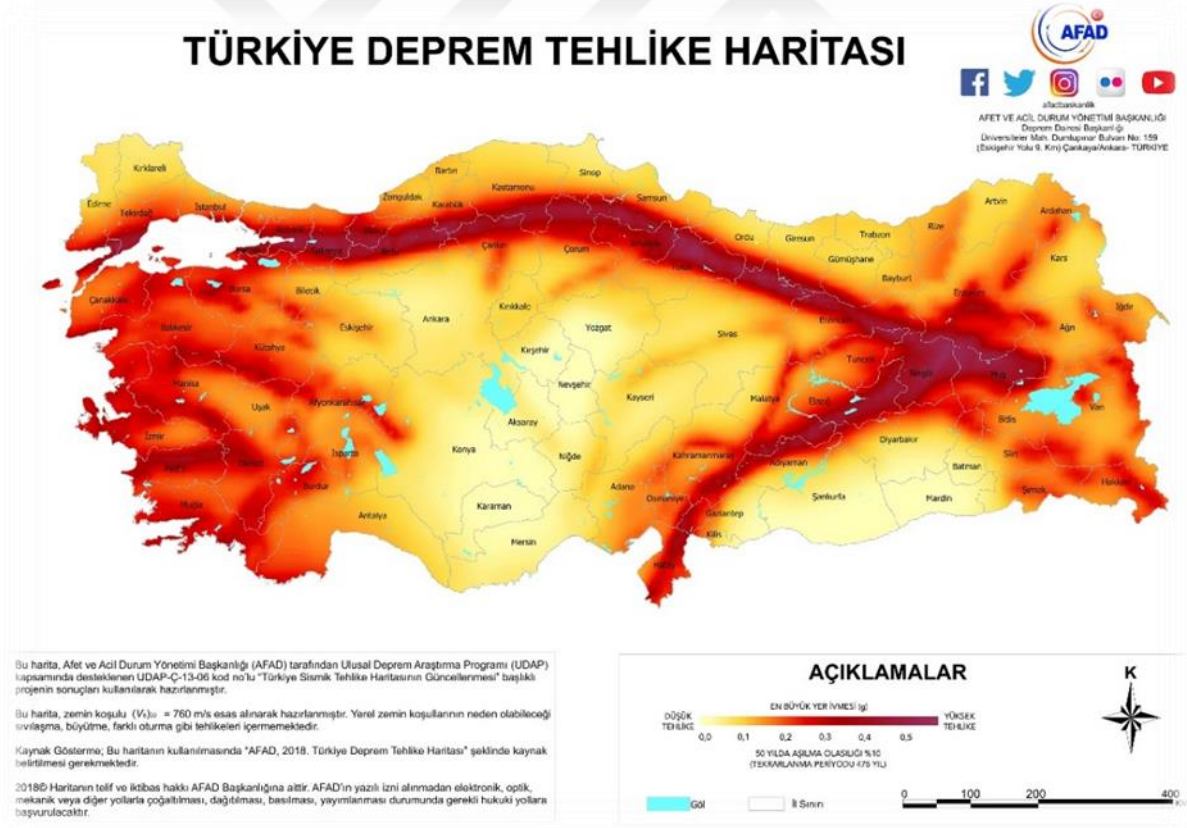 TÜRKİYE DEPREM TEHLİKE HARİTASI
AFAD
afadbaskanlik
AFET VE ACİL DURUM YÖNETİMİ BAŞKANLIĞI
Deprem Dairesi Başkanlığı
Üniversiteler Mah. Dumlupınar Bulvarı No: 159
(Eskişehir Yolu 9. Km) Çankaya/Ankara- TÜRKİYE
Kırklareli
Edirne
Tekirdağ
İstanbul
Zonguldak
Bartın
Karabük
Kastamonu
Sinop
Samsun
Çankırı
Çorum
Ordu
Giresun
Trabzon
Rize
Artvin
Ardahan
Gümüşhane
Bayburt
Kars
Iğdır
Ağrı
Erzurum
Erzincan
Çanakkale
Bursa
Bilecik
Balıkesir
Kütahya
Eskişehir
Ankara
Kırıkkale
Yozgat
Sivas
Kırşehir
Nevşehir
Kayseri
Tunceli
Bingöl
Muş
Manisa
Uşak
Afyonkarahisar
Aksaray
Malatya
Elazığ
Bitlis
Van
İzmir
Isparta
Konya
Niğde
Kahramanmaraş
Adıyaman
Diyarbakır
Batman
Siirt
Şırnak
Hakkari
Denizli
Burdur
Muğla
Antalya
Karaman
Mersin
Adana
Osmaniye
Gaziantep
Kilis
Hatay
Şanlıurfa
Mardin
Bu harita, Afet ve Acil Durum Yönetimi Başkanlığı (AFAD) tarafından Ulusal Deprem Araştırma Programı (UDAP)
kapsamında desteklenen UDAP-Ç-13-06 kod no'lu "Türkiye Sismik Tehlike Haritasının Güncellenmesi" başlıklı
projenin sonuçları kullanılarak hazırlanmıştır.
Bu harita, zemin koşulu (Vs)30 = 760 m/s esas alınarak hazırlanmıştır. Yerel zemin koşullarının neden olabileceği
sıvılaşma, büyütme, farklı oturma gibi tehlikeleri içermemektedir.
Kaynak Gösterme; Bu haritanın kullanılmasında "AFAD, 2018. Türkiye Deprem Tehlike Haritası" şeklinde kaynak
belirtilmesi gerekmektedir.
2018© Haritanın telif ve iktibas hakkı AFAD Başkanlığına aittir. AFAD'ın yazılı izni alınmadan elektronik, optik,
mekanik veya diğer yollarla çoğaltılması, dağıtılması, basılması, yayımlanması durumunda gerekli hukuki yollara
başvurulacaktır.
AÇIKLAMALAR
EN BÜYÜK YER İVMESİ (g)
DÜŞÜK
TEHLİKE
YÜKSEK
TEHLİKE
0,0 0,1 0,2 0,3 0,4 0,5
50 YILDA AŞILMA OLASILIĞI %10
(TEKRARLANMA PERİYODU 475 YIL)
Göl
İl Sınırı
K
0 100 200 400
KM